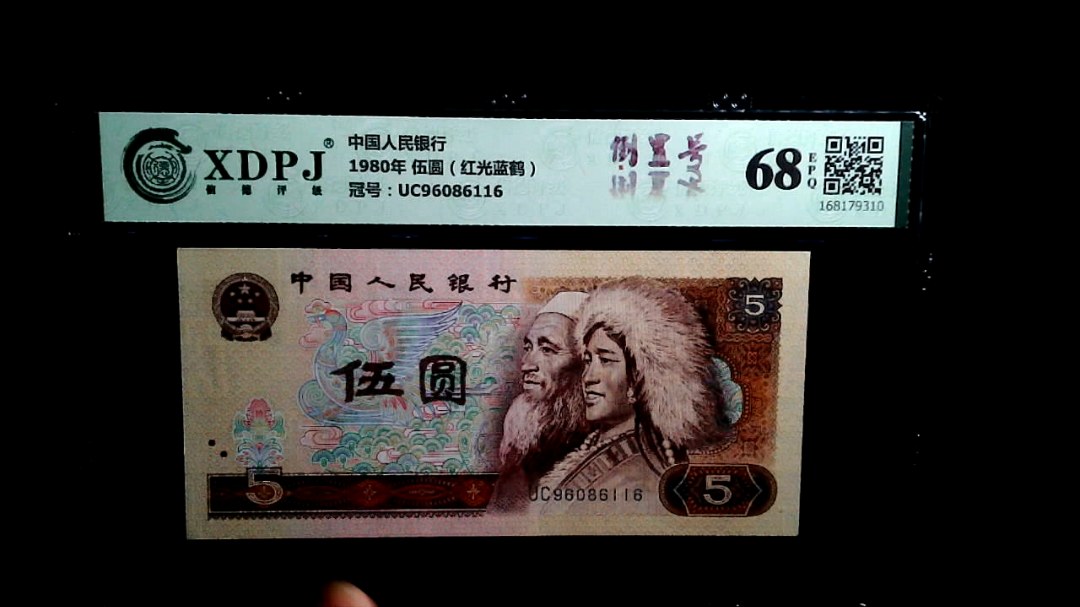 XDPJ®
信德评级
中国人民银行
1980年 伍圆（红光蓝鹤）
冠号：UC96086116
倒置号
68 EPQ
168179310
中国人民银行
5
伍圆
5
UC96086116
5